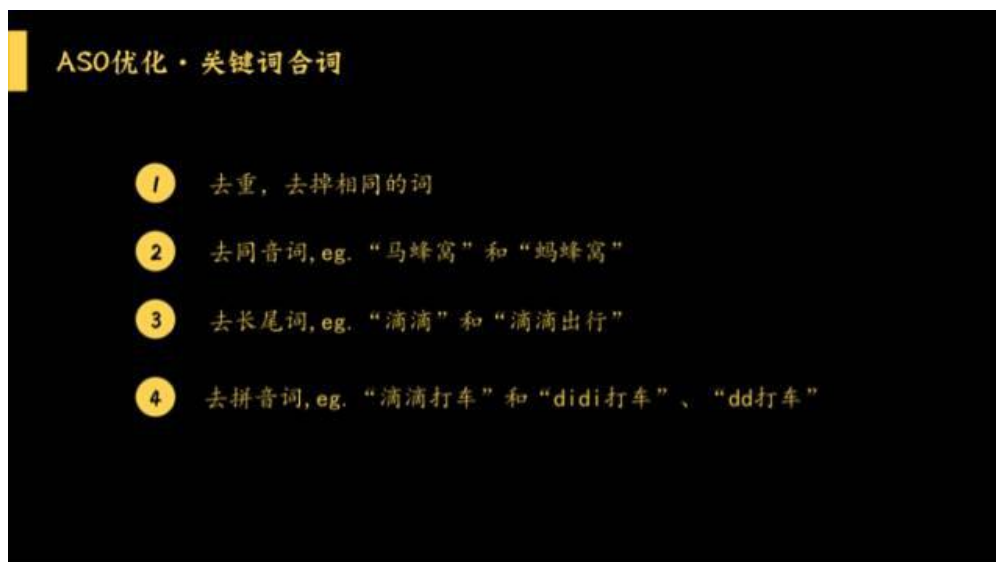 ASO优化·关键词合词
1 去重，去掉相同的词
2 去同音词,eg.“马蜂窝”和“蚂蜂窝”
3 去长尾词,eg.“滴滴”和“滴滴出行”
4 去拼音词,eg.“滴滴打车”和“didi打车”、“dd打车”